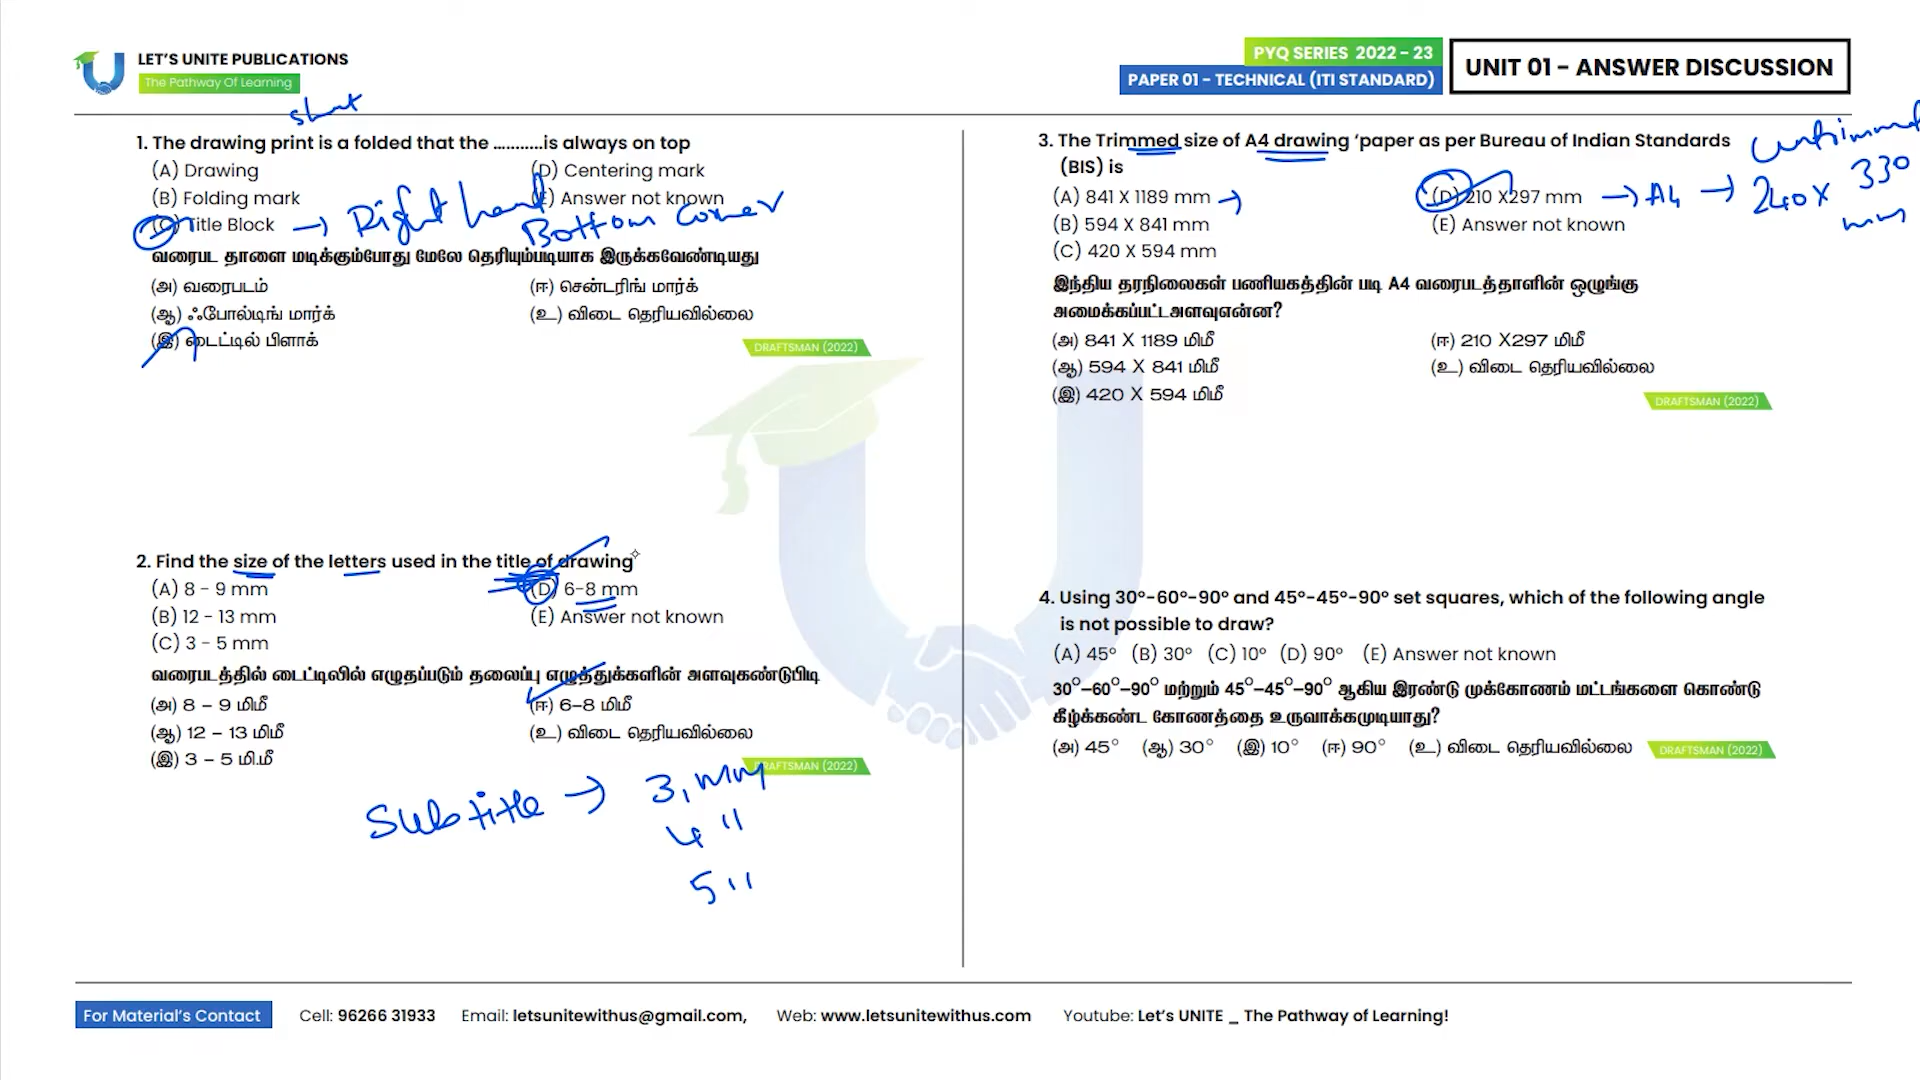 LET'S UNITE PUBLICATIONS
The Pathway Of Learning
PYQ SERIES 2022 - 23
PAPER 01 - TECHNICAL (ITI STANDARD)
UNIT 01 - ANSWER DISCUSSION
1. The drawing print is a folded that the ...........is always on top
(A) Drawing
(D) Centering mark
(B) Folding mark
(E) Answer not known
(C) Title Block
→ Right hand
Bottom corner
வரைபட தாளை மடிக்கும்போது மேலே தெரியும்படியாக இருக்கவேண்டியது
(அ) வரைபடம்
(ஈ) சென்டரிங் மார்க்
(ஆ) ஃபோல்டிங் மார்க்
(உ) விடை தெரியவில்லை
(இ) டைட்டில் பிளாக்
DRAFTSMAN (2022)
2. Find the size of the letters used in the title of drawing
(A) 8 - 9 mm
(D) 6-8 mm
(B) 12 - 13 mm
(E) Answer not known
(C) 3 - 5 mm
வரைபடத்தில் டைட்டிலில் எழுதப்படும் தலைப்பு எழுத்துக்களின் அளவுகண்டுபிடி
(அ) 8 – 9 மிமீ
(ஈ) 6–8 மிமீ
(ஆ) 12 – 13 மிமீ
(உ) விடை தெரியவில்லை
(இ) 3 – 5 மி.மீ
DRAFTSMAN (2022)
Subtitle → 3, mm
4 "
5 "
3. The Trimmed size of A4 drawing 'paper as per Bureau of Indian Standards
(BIS) is
(A) 841 X 1189 mm →
(D) 210 X297 mm → A4 → 240 x 330
mm
(B) 594 X 841 mm
(E) Answer not known
(C) 420 X 594 mm
இந்திய தரநிலைகள் பணியகத்தின் படி A4 வரைபடத்தாளின் ஒழுங்கு
அமைக்கப்பட்டஅளவுஎன்ன?
(அ) 841 X 1189 மிமீ
(ஈ) 210 X297 மிமீ
(ஆ) 594 X 841 மிமீ
(உ) விடை தெரியவில்லை
(இ) 420 X 594 மிமீ
DRAFTSMAN (2022)
4. Using 30°-60°-90° and 45°-45°-90° set squares, which of the following angle
is not possible to draw?
(A) 45° (B) 30° (C) 10° (D) 90° (E) Answer not known
30°–60°–90° மற்றும் 45°–45°–90° ஆகிய இரண்டு முக்கோணம் மட்டங்களை கொண்டு
கீழ்க்கண்ட கோணத்தை உருவாக்கமுடியாது?
(அ) 45° (ஆ) 30° (இ) 10° (ஈ) 90° (உ) விடை தெரியவில்லை
DRAFTSMAN (2022)
For Material's Contact
Cell: 96266 31933
Email: letsunitewithus@gmail.com,
Web: www.letsunitewithus.com
Youtube: Let's UNITE _ The Pathway of Learning!